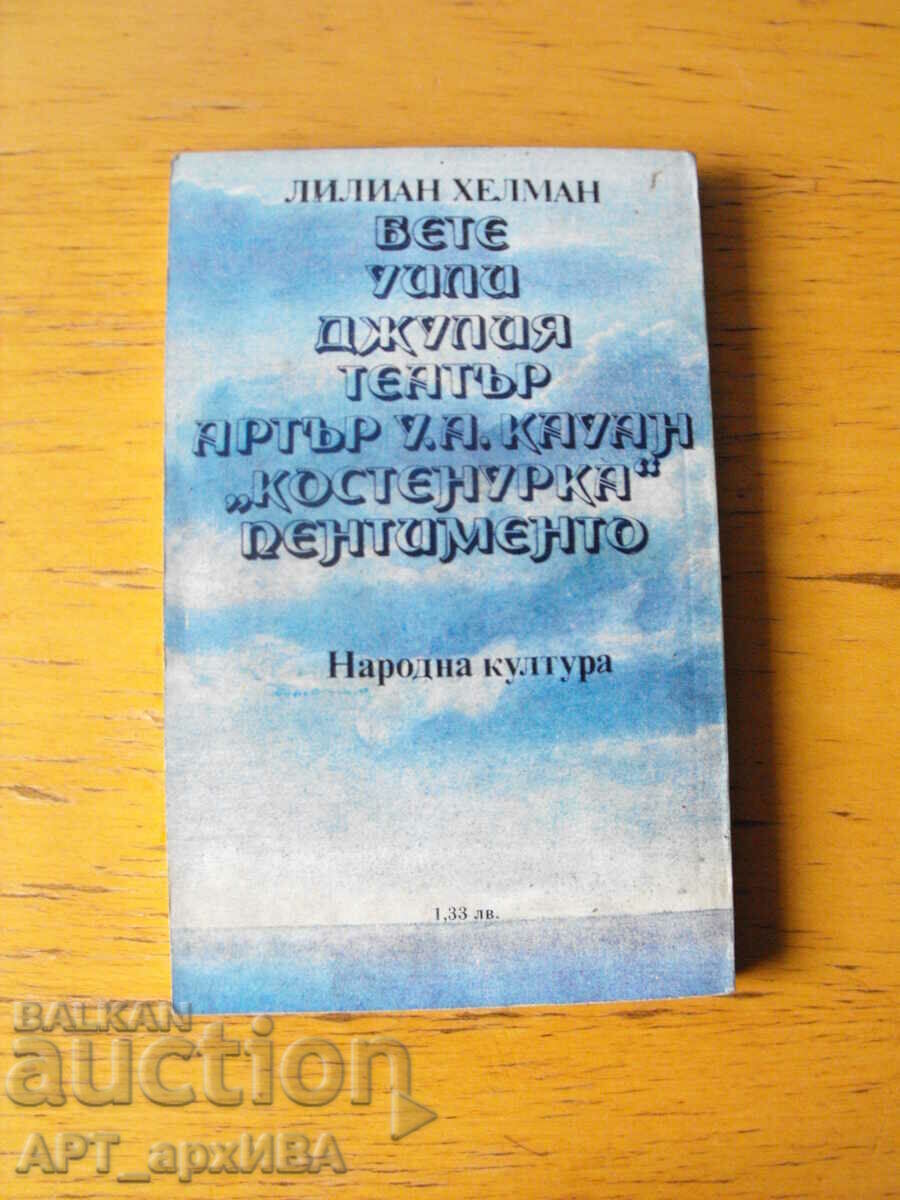 ЛИЛИАН ХЕЛМАН
БЕТЕ
УИЛИ
ДЖУЛИЯ
ТЕАТЪР
АРТЪР У.А. КАУАН
„КОСТЕНУРКА“
ПЕНТИМЕНТО
Народна култура
1,33 лв.
BALKAN
auction
АРТ_архИВА